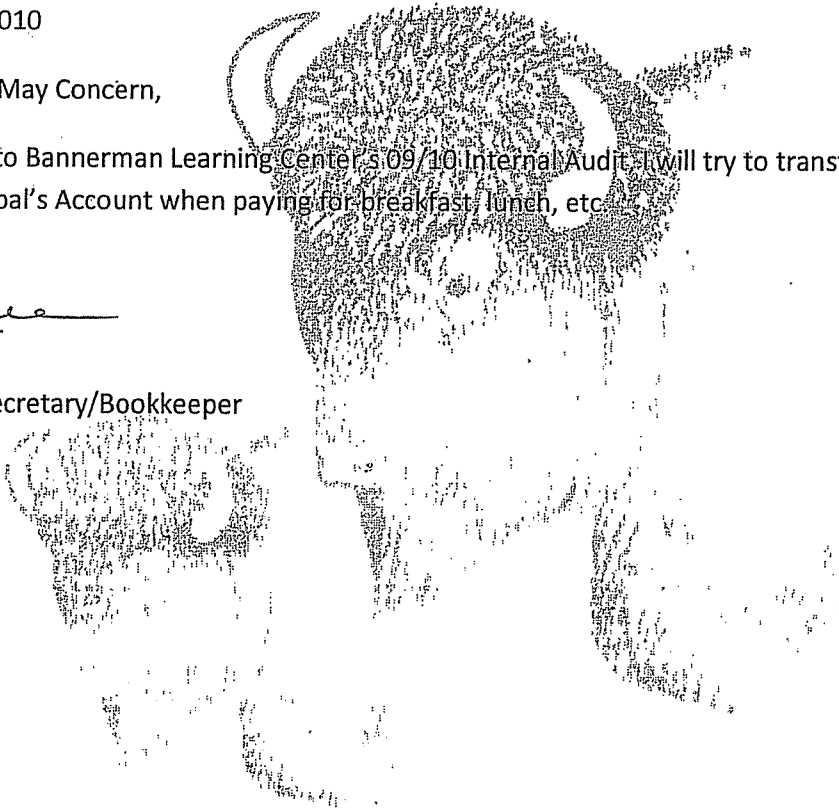 010
May Concern,
to Bannerman Learning Center's 09/10 Internal Audit, I will try to trans
pal's Account when paying for breakfast, lunch, etc
ecretary/Bookkeeper